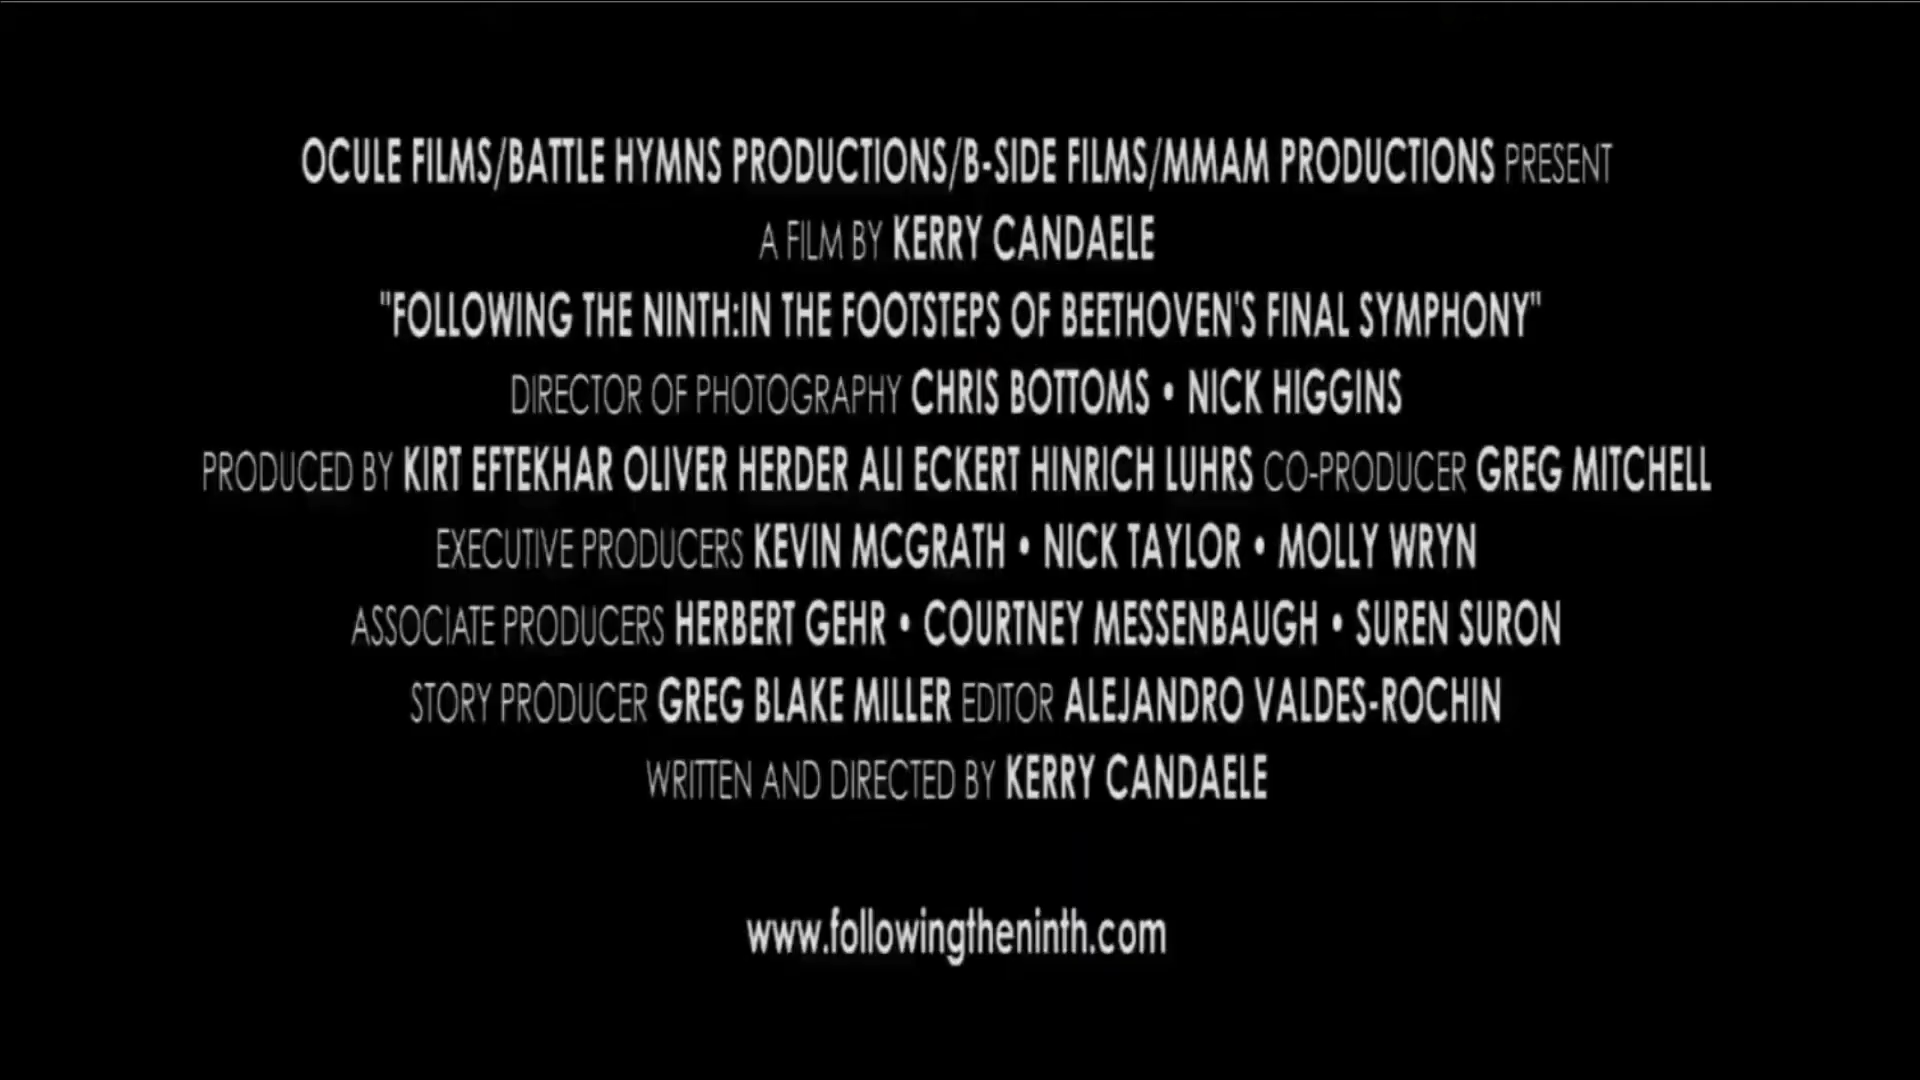 OCULE FILMS/BATTLE HYMNS PRODUCTIONS/B-SIDE FILMS/MMAM PRODUCTIONS PRESENT
A FILM BY KERRY CANDAELE
"FOLLOWING THE NINTH:IN THE FOOTSTEPS OF BEETHOVEN'S FINAL SYMPHONY"
DIRECTOR OF PHOTOGRAPHY CHRIS BOTTOMS • NICK HIGGINS
PRODUCED BY KIRT EFTEKHAR OLIVER HERDER ALI ECKERT HINRICH LUHRS CO-PRODUCER GREG MITCHELL
EXECUTIVE PRODUCERS KEVIN MCGRATH • NICK TAYLOR • MOLLY WRYN
ASSOCIATE PRODUCERS HERBERT GEHR • COURTNEY MESSENBAUGH • SUREN SURON
STORY PRODUCER GREG BLAKE MILLER EDITOR ALEJANDRO VALDES-ROCHIN
WRITTEN AND DIRECTED BY KERRY CANDAELE
www.followingtheninth.com